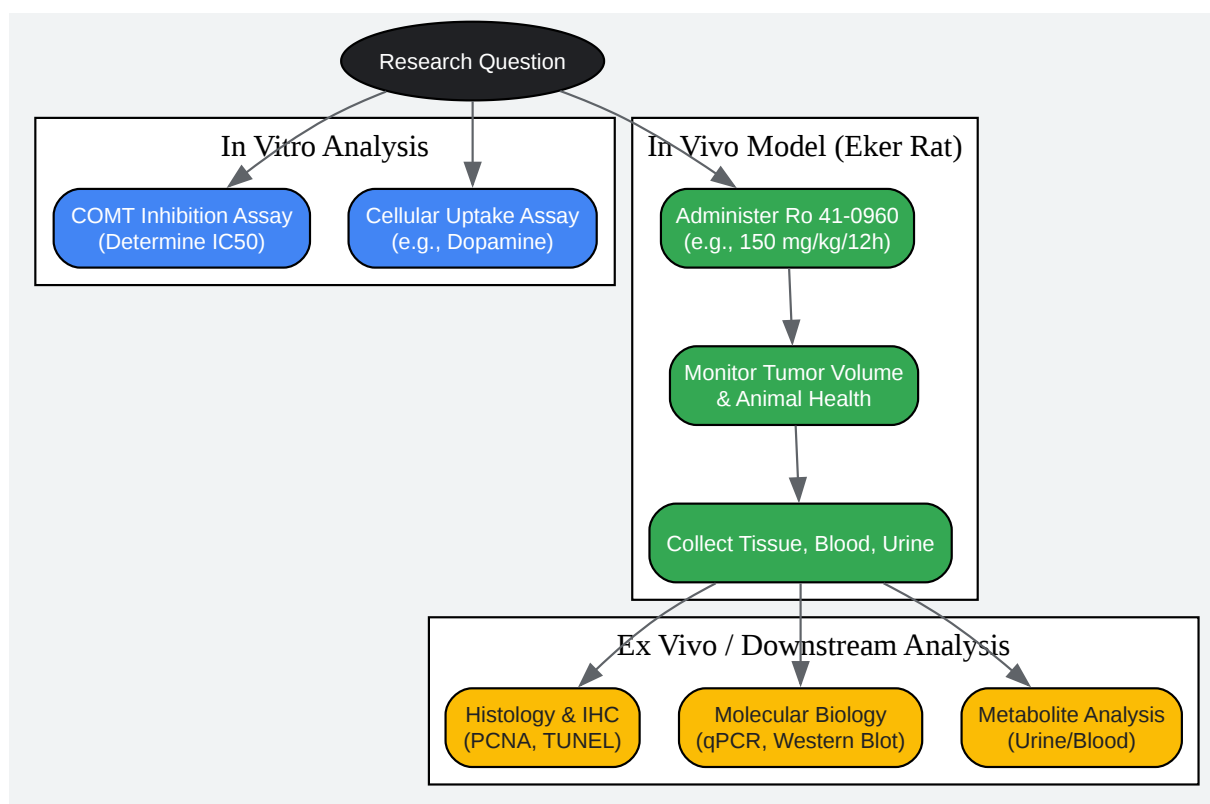 Research Question
In Vitro Analysis
COMT Inhibition Assay
(Determine IC50)
Cellular Uptake Assay
(e.g., Dopamine)
In Vivo Model (Eker Rat)
Administer Ro 41-0960
(e.g., 150 mg/kg/12h)
Monitor Tumor Volume
& Animal Health
Collect Tissue, Blood, Urine
Ex Vivo / Downstream Analysis
Histology & IHC
(PCNA, TUNEL)
Molecular Biology
(qPCR, Western Blot)
Metabolite Analysis
(Urine/Blood)